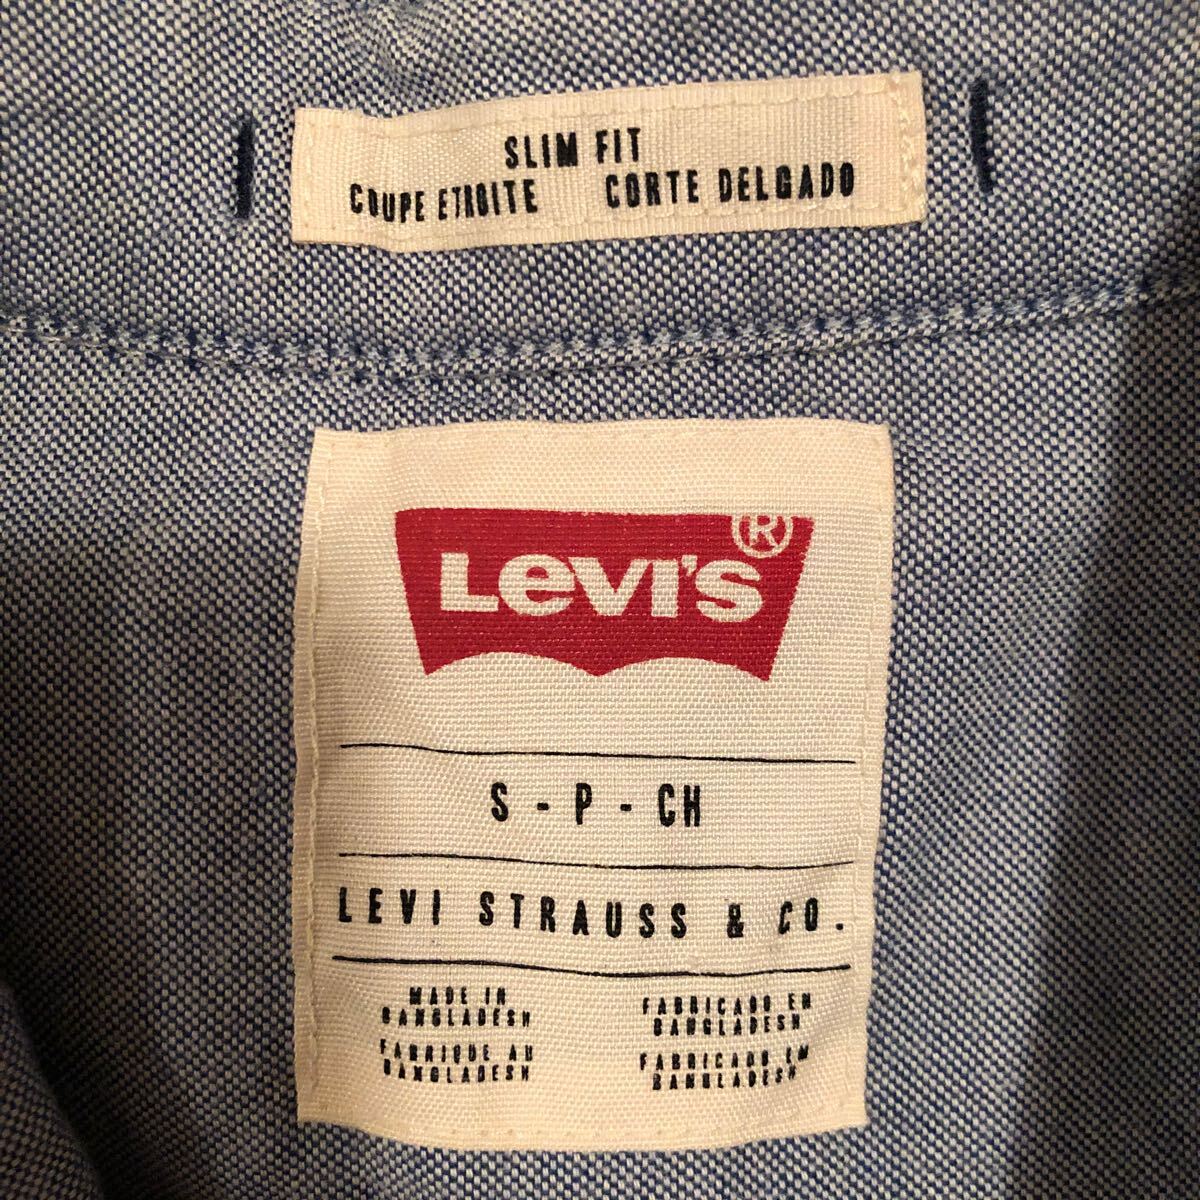 SLIM FIT
COUPE ETROITE CORTE DELGADO
LEVI'S®
S - P - CH
LEVI STRAUSS & CO.
MADE IN
BANGLADESH
FABRIQUE AU
BANGLADESH
FABRICADO EN
BANGLADESH
FABRICADO EM
BANGLADESH